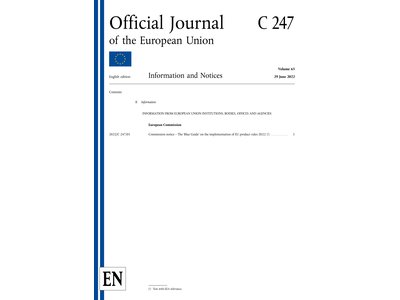 Official Journal C 247
of the European Union
Volume 65
English edition Information and Notices 29 June 2022
Contents
II Information
INFORMATION FROM EUROPEAN UNION INSTITUTIONS, BODIES, OFFICES AND AGENCIES
European Commission
2022/C 247/01 Commission notice – The ‘Blue Guide’ on the implementation of EU product rules 2022 (1) 1
EN
(1) Text with EEA relevance.